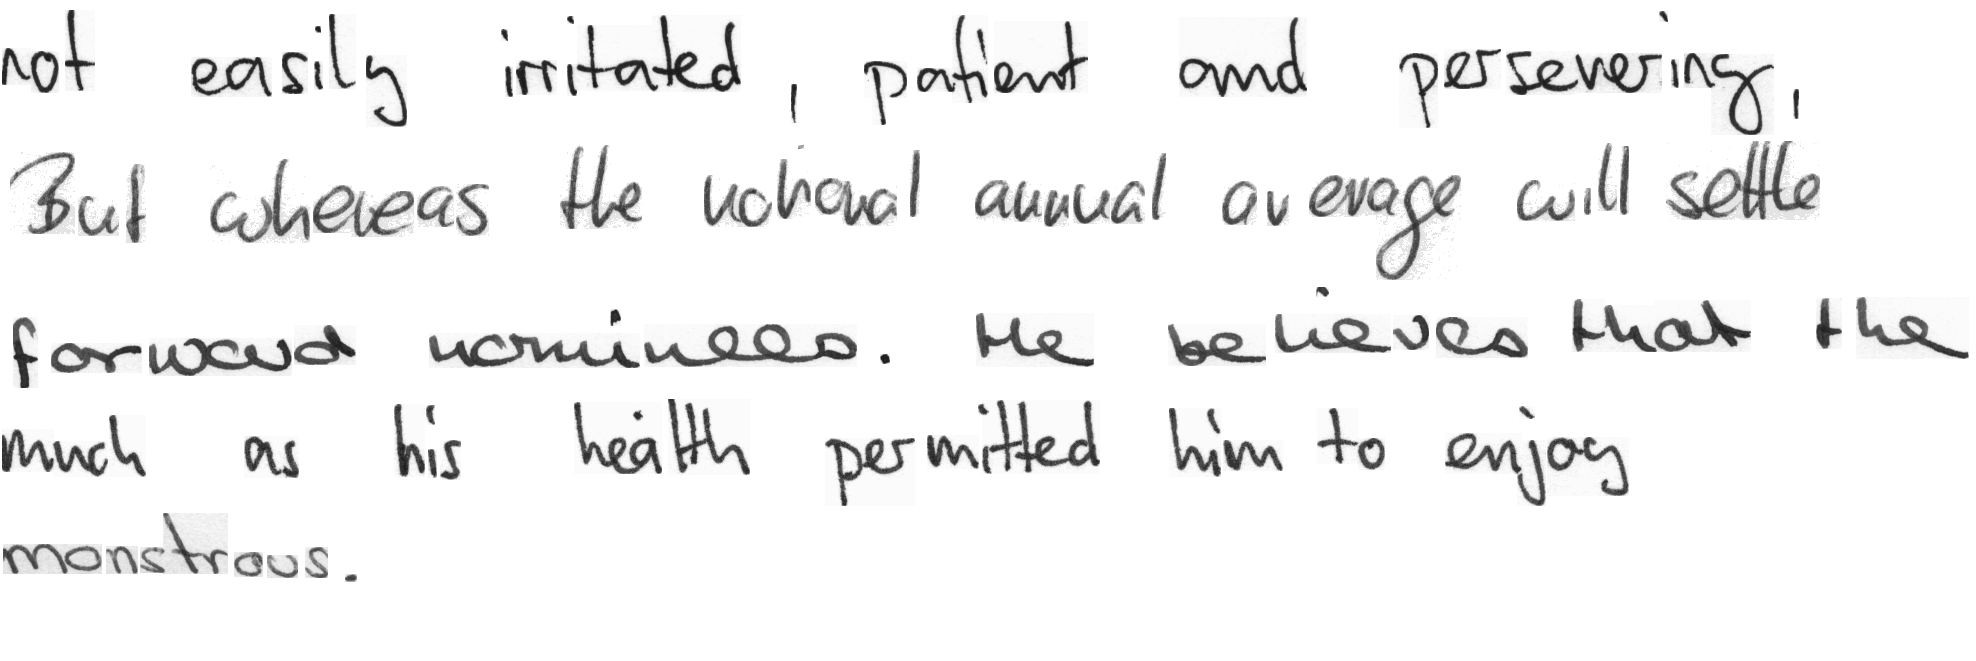 not easily irritated, patient and persevering,
But whereas the national annual average will settle
forward nominees. He believes that the
much as his health permitted him to enjoy
monstrous.